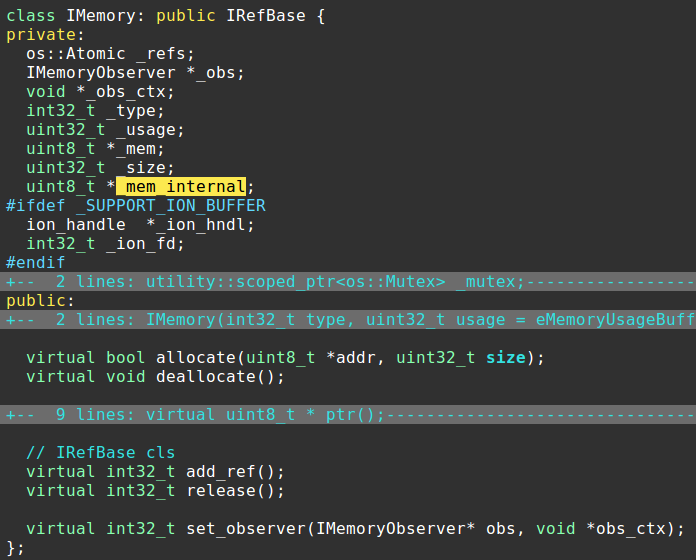 class IMemory: public IRefBase {
private:
  os::Atomic _refs;
  IMemoryObserver *_obs;
  void *_obs_ctx;
  int32_t _type;
  uint32_t _usage;
  uint8_t *_mem;
  uint32_t _size;
  uint8_t *_mem_internal;
#ifdef _SUPPORT_ION_BUFFER
  ion_handle  *_ion_hndl;
  int32_t _ion_fd;
#endif
+--  2 lines: utility::scoped_ptr<os::Mutex> _mutex;-----------------
public:
+--  2 lines: IMemory(int32_t type, uint32_t usage = eMemoryUsageBuff
  virtual bool allocate(uint8_t *addr, uint32_t size);
  virtual void deallocate();
+--  9 lines: virtual uint8_t * ptr();-------------------------------
  // IRefBase cls
  virtual int32_t add_ref();
  virtual int32_t release();
  virtual int32_t set_observer(IMemoryObserver* obs, void *obs_ctx);
};